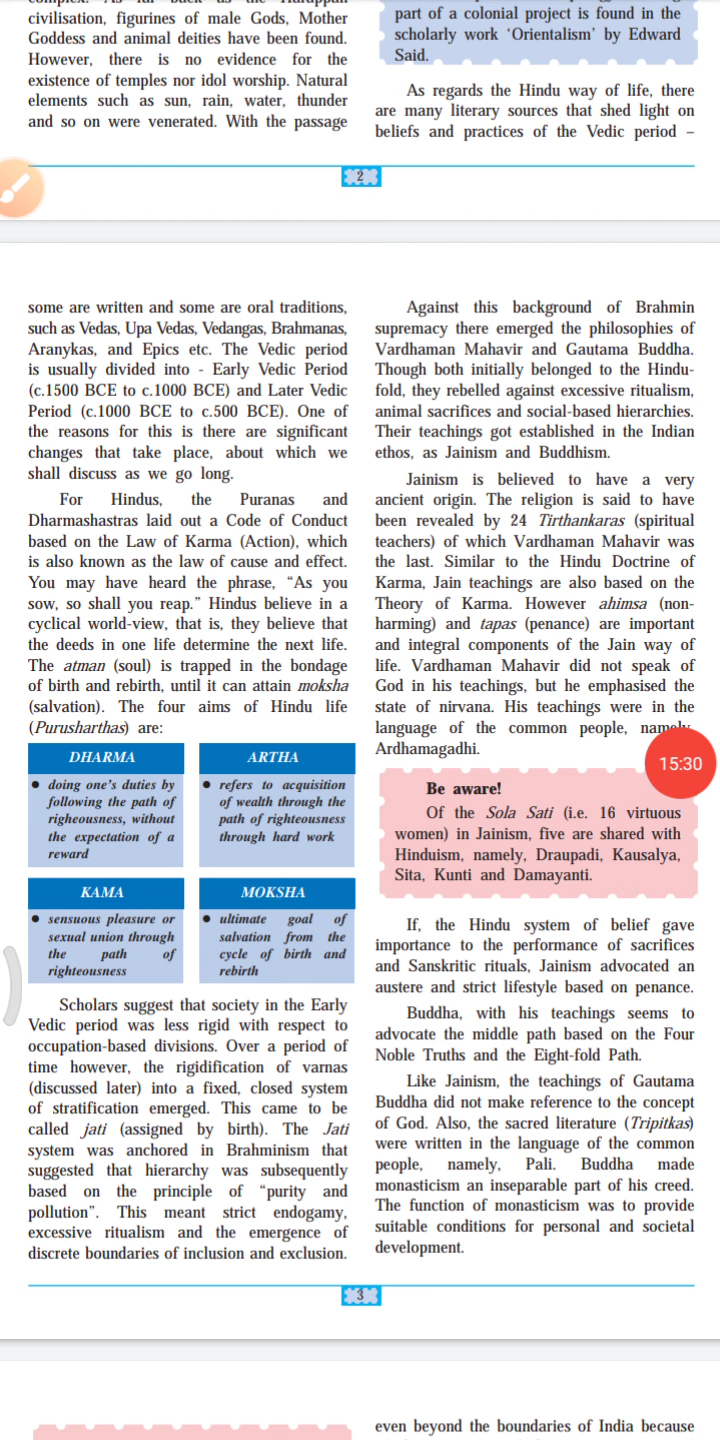 civilisation, figurines of male Gods, Mother
Goddess and animal deities have been found.
However, there is no evidence for the
existence of temples nor idol worship. Natural
elements such as sun, rain, water, thunder
and so on were venerated. With the passage
part of a colonial project is found in the
scholarly work ‘Orientalism’ by Edward
Said.
As regards the Hindu way of life, there
are many literary sources that shed light on
beliefs and practices of the Vedic period –
2
some are written and some are oral traditions,
such as Vedas, Upa Vedas, Vedangas, Brahmanas,
Aranykas, and Epics etc. The Vedic period
is usually divided into - Early Vedic Period
(c.1500 BCE to c.1000 BCE) and Later Vedic
Period (c.1000 BCE to c.500 BCE). One of
the reasons for this is there are significant
changes that take place, about which we
shall discuss as we go long.
For Hindus, the Puranas and
Dharmashastras laid out a Code of Conduct
based on the Law of Karma (Action), which
is also known as the law of cause and effect.
You may have heard the phrase, “As you
sow, so shall you reap.” Hindus believe in a
cyclical world-view, that is, they believe that
the deeds in one life determine the next life.
The atman (soul) is trapped in the bondage
of birth and rebirth, until it can attain moksha
(salvation). The four aims of Hindu life
(Purusharthas) are:
DHARMA
• doing one’s duties by
following the path of
righeousness, without
the expectation of a
reward
ARTHA
• refers to acquisition
of wealth through the
path of righteousness
through hard work
KAMA
• sensuous pleasure or
sexual union through
the path of
righteousness
MOKSHA
• ultimate goal of
salvation from the
cycle of birth and
rebirth
Scholars suggest that society in the Early
Vedic period was less rigid with respect to
occupation-based divisions. Over a period of
time however, the rigidification of varnas
(discussed later) into a fixed, closed system
of stratification emerged. This came to be
called jati (assigned by birth). The Jati
system was anchored in Brahminism that
suggested that hierarchy was subsequently
based on the principle of “purity and
pollution”. This meant strict endogamy,
excessive ritualism and the emergence of
discrete boundaries of inclusion and exclusion.
Against this background of Brahmin
supremacy there emerged the philosophies of
Vardhaman Mahavir and Gautama Buddha.
Though both initially belonged to the Hindu-
fold, they rebelled against excessive ritualism,
animal sacrifices and social-based hierarchies.
Their teachings got established in the Indian
ethos, as Jainism and Buddhism.
Jainism is believed to have a very
ancient origin. The religion is said to have
been revealed by 24 Tirthankaras (spiritual
teachers) of which Vardhaman Mahavir was
the last. Similar to the Hindu Doctrine of
Karma, Jain teachings are also based on the
Theory of Karma. However ahimsa (non-
harming) and tapas (penance) are important
and integral components of the Jain way of
life. Vardhaman Mahavir did not speak of
God in his teachings, but he emphasised the
state of nirvana. His teachings were in the
language of the common people, namely
Ardhamagadhi.
15:30
Be aware!
Of the Sola Sati (i.e. 16 virtuous
women) in Jainism, five are shared with
Hinduism, namely, Draupadi, Kausalya,
Sita, Kunti and Damayanti.
If, the Hindu system of belief gave
importance to the performance of sacrifices
and Sanskritic rituals, Jainism advocated an
austere and strict lifestyle based on penance.
Buddha, with his teachings seems to
advocate the middle path based on the Four
Noble Truths and the Eight-fold Path.
Like Jainism, the teachings of Gautama
Buddha did not make reference to the concept
of God. Also, the sacred literature (Tripitkas)
were written in the language of the common
people, namely, Pali. Buddha made
monasticism an inseparable part of his creed.
The function of monasticism was to provide
suitable conditions for personal and societal
development.
3
even beyond the boundaries of India because